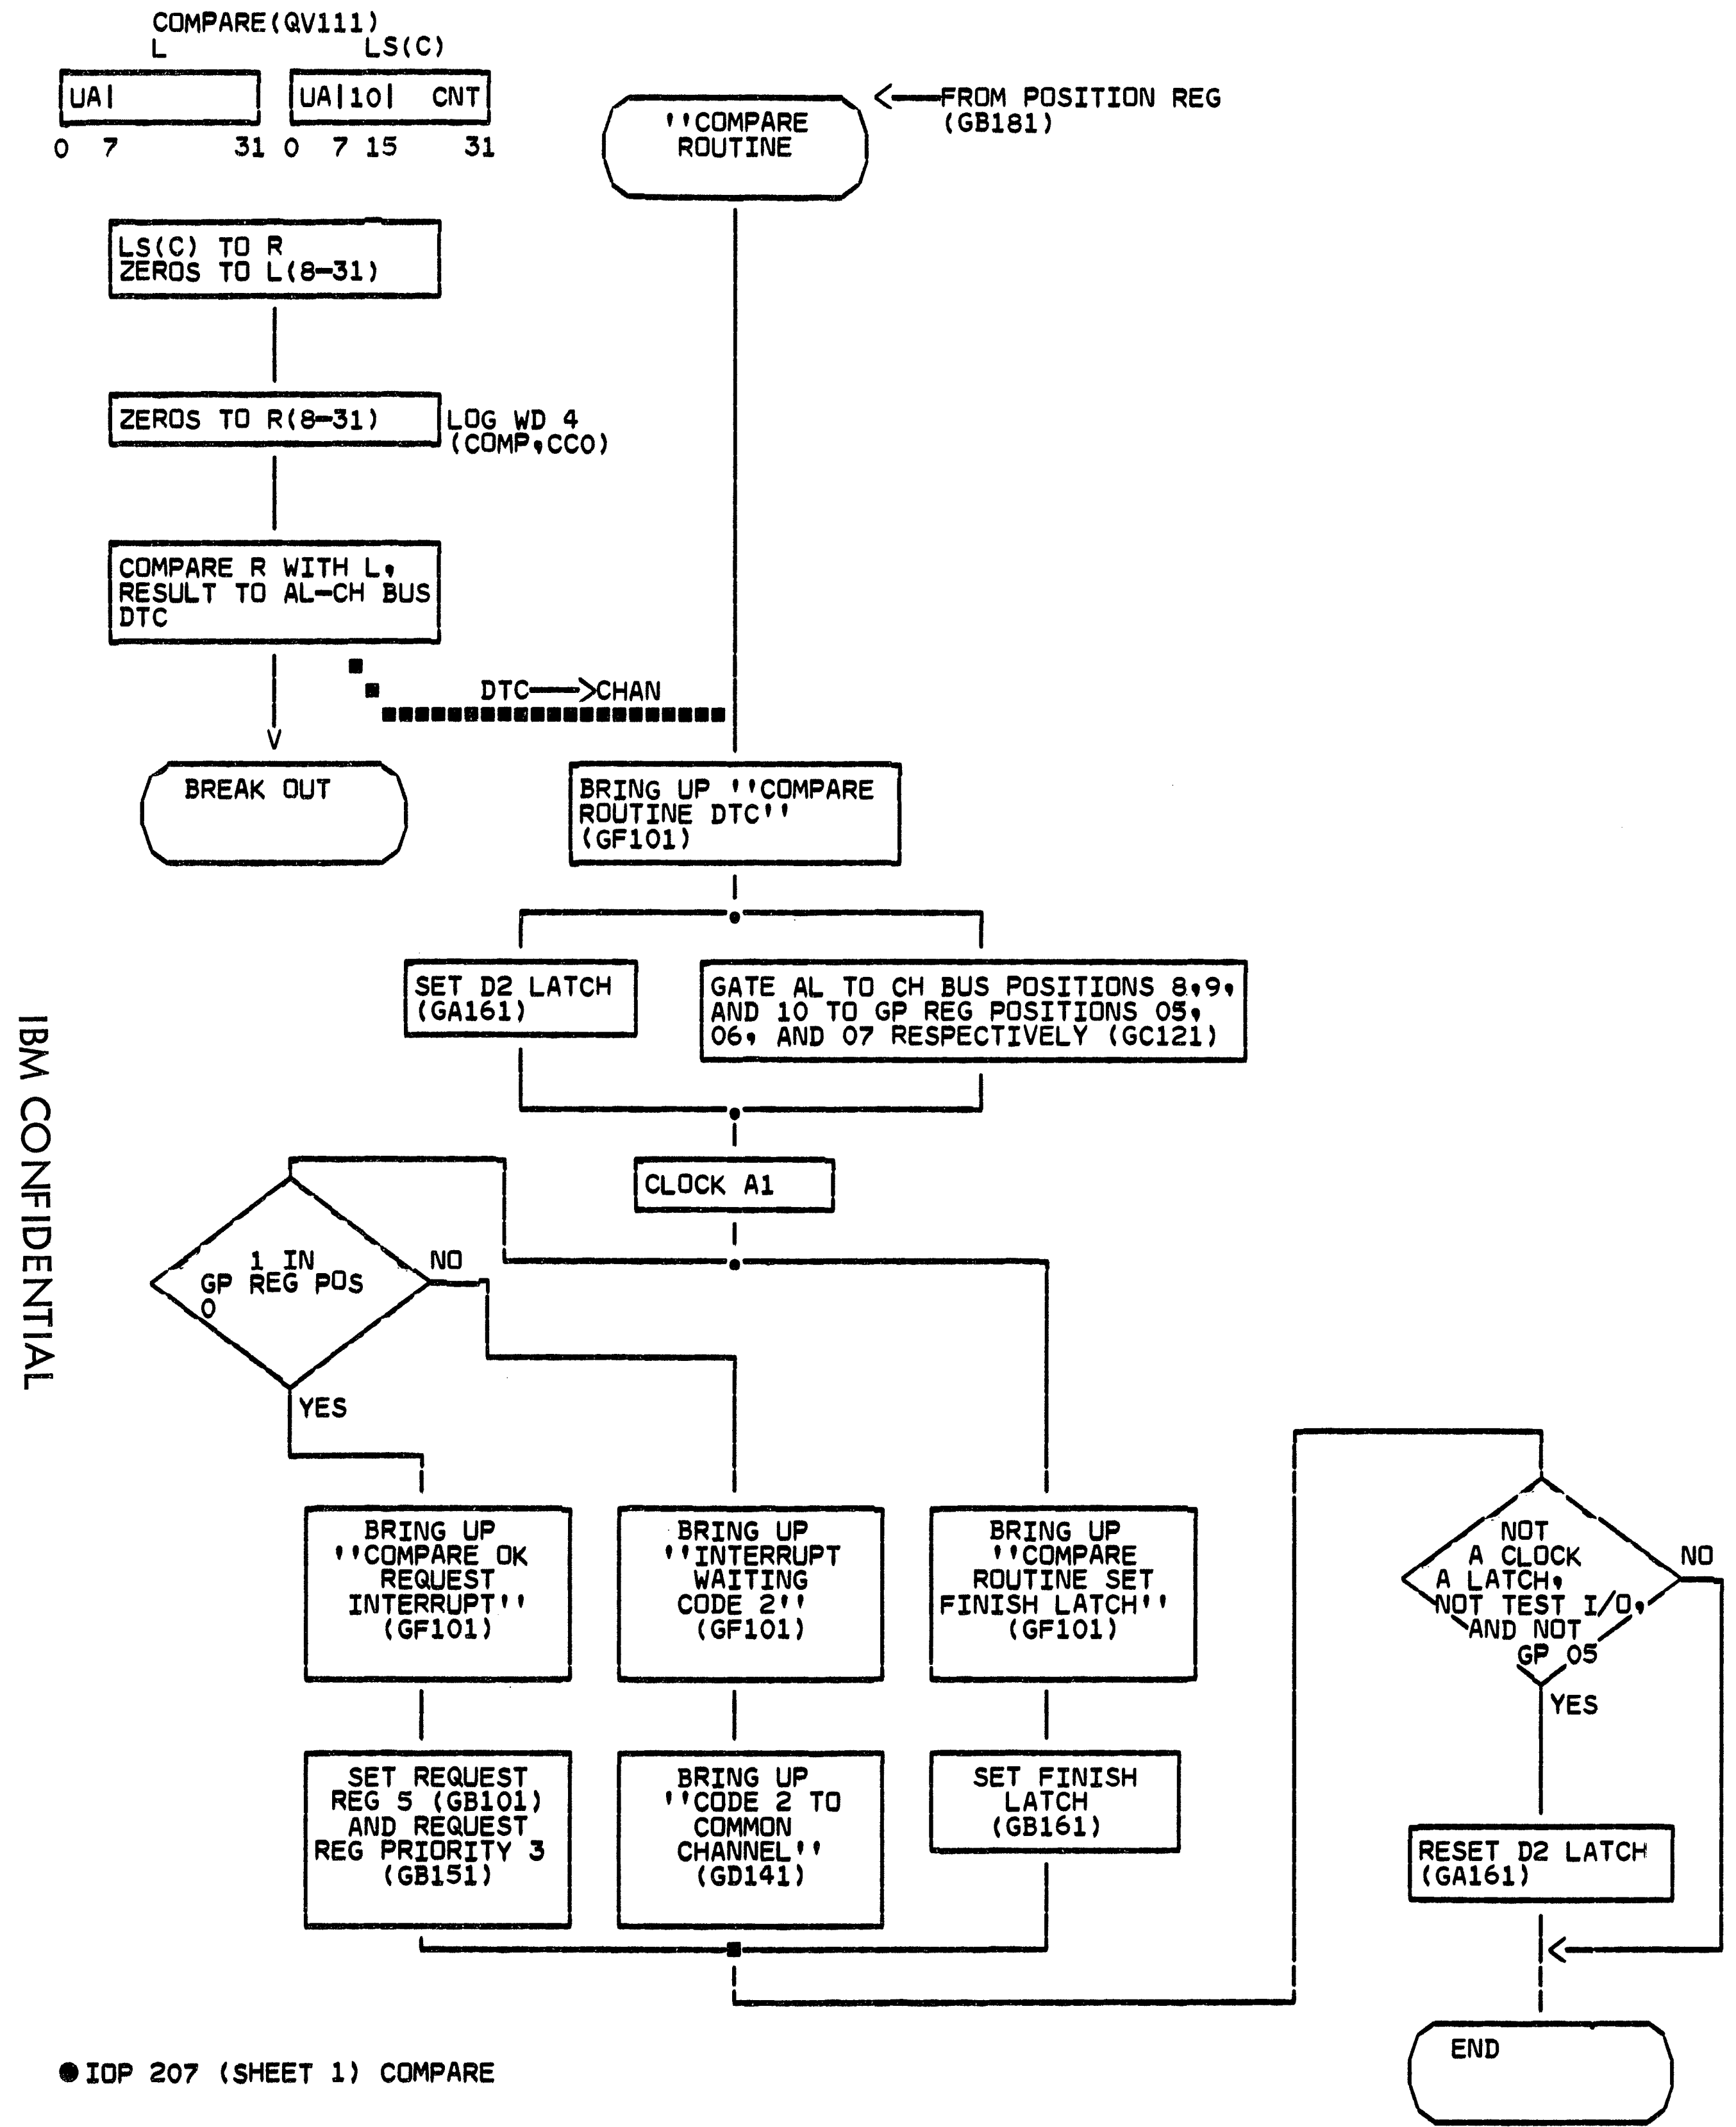 COMPARE(QV111)
L LS(C)
UA| UA|10| CNT
0 7 31 0 7 15 31
''COMPARE
ROUTINE
FROM POSITION REG
(GB181)
LS(C) TO R
ZEROS TO L(8-31)
ZEROS TO R(8-31)
LOG WD 4
(COMP,CC0)
COMPARE R WITH L,
RESULT TO AL-CH BUS
DTC
DTC CHAN
BREAK OUT
BRING UP ''COMPARE
ROUTINE DTC''
(GF101)
SET D2 LATCH
(GA161)
GATE AL TO CH BUS POSITIONS 8,9,
AND 10 TO GP REG POSITIONS 05,
06, AND 07 RESPECTIVELY (GC121)
CLOCK A1
1 IN
GP REG POS
0
NO
YES
BRING UP
''COMPARE OK
REQUEST
INTERRUPT''
(GF101)
BRING UP
''INTERRUPT
WAITING
CODE 2''
(GF101)
BRING UP
''COMPARE
ROUTINE SET
FINISH LATCH''
(GF101)
SET REQUEST
REG 5 (GB101)
AND REQUEST
REG PRIORITY 3
(GB151)
BRING UP
''CODE 2 TO
COMMON
CHANNEL''
(GD141)
SET FINISH
LATCH
(GB161)
NOT
A CLOCK
A LATCH,
NOT TEST I/O,
AND NOT
GP 05
NO
YES
RESET D2 LATCH
(GA161)
END
IBM CONFIDENTIAL
●IOP 207 (SHEET 1) COMPARE